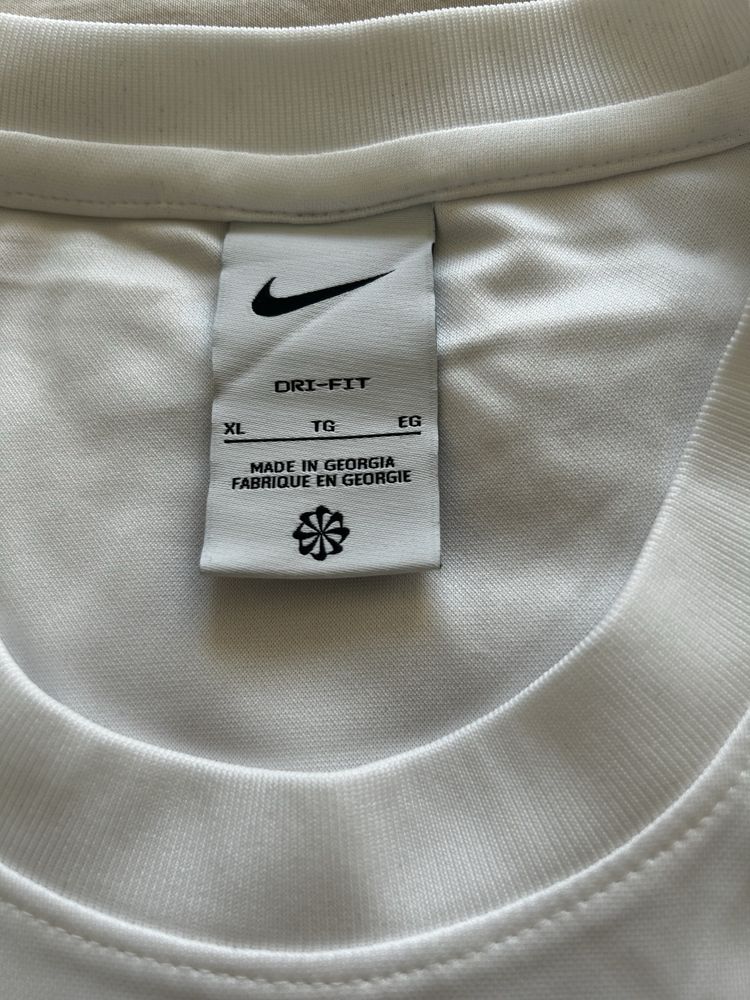 DRI-FIT
XL TG EG
MADE IN GEORGIA
FABRIQUE EN GEORGIE